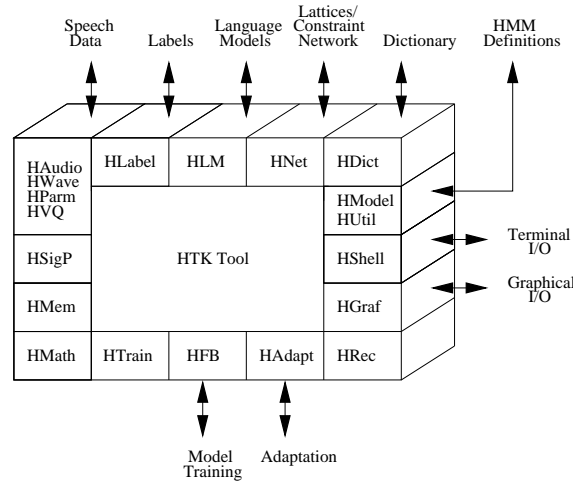 Speech
Data
Labels
Language
Models
Lattices/
Constraint
Network
Dictionary
HMM
Definitions
HAudio
HWave
HParm
HVQ
HLabel
HLM
HNet
HDict
HModel
HUtil
HSigP
HTK Tool
HShell
Terminal
I/O
HMem
HGraf
Graphical
I/O
HMath
HTrain
HFB
HAdapt
HRec
Model
Training
Adaptation